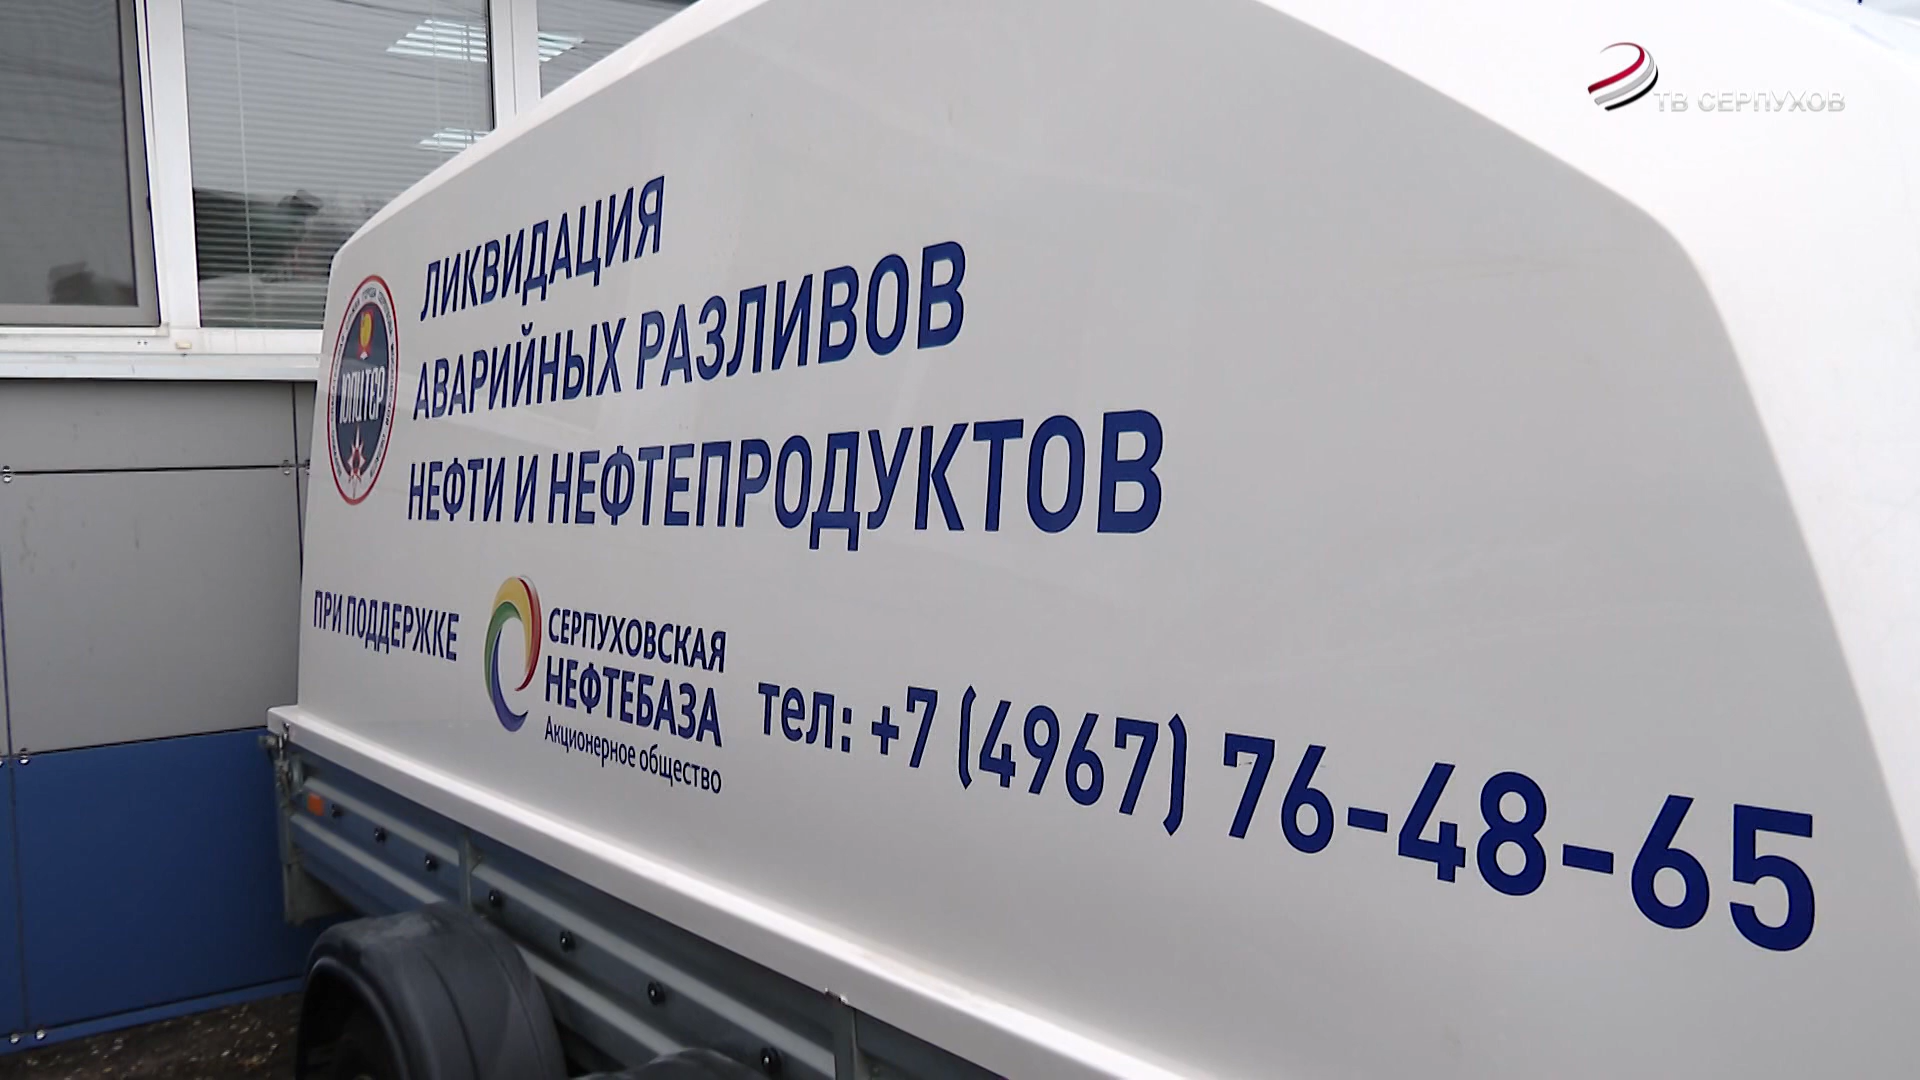 ТВ СЕРПУХОВ
ЛИКВИДАЦИЯ
АВАРИЙНЫХ РАЗЛИВОВ
НЕФТИ И НЕФТЕПРОДУКТОВ
ЮПИТЕР
ПРИ ПОДДЕРЖКЕ
СЕРПУХОВСКАЯ
НЕФТЕБАЗА
Акционерное общество
тел: +7 (4967) 76-48-65